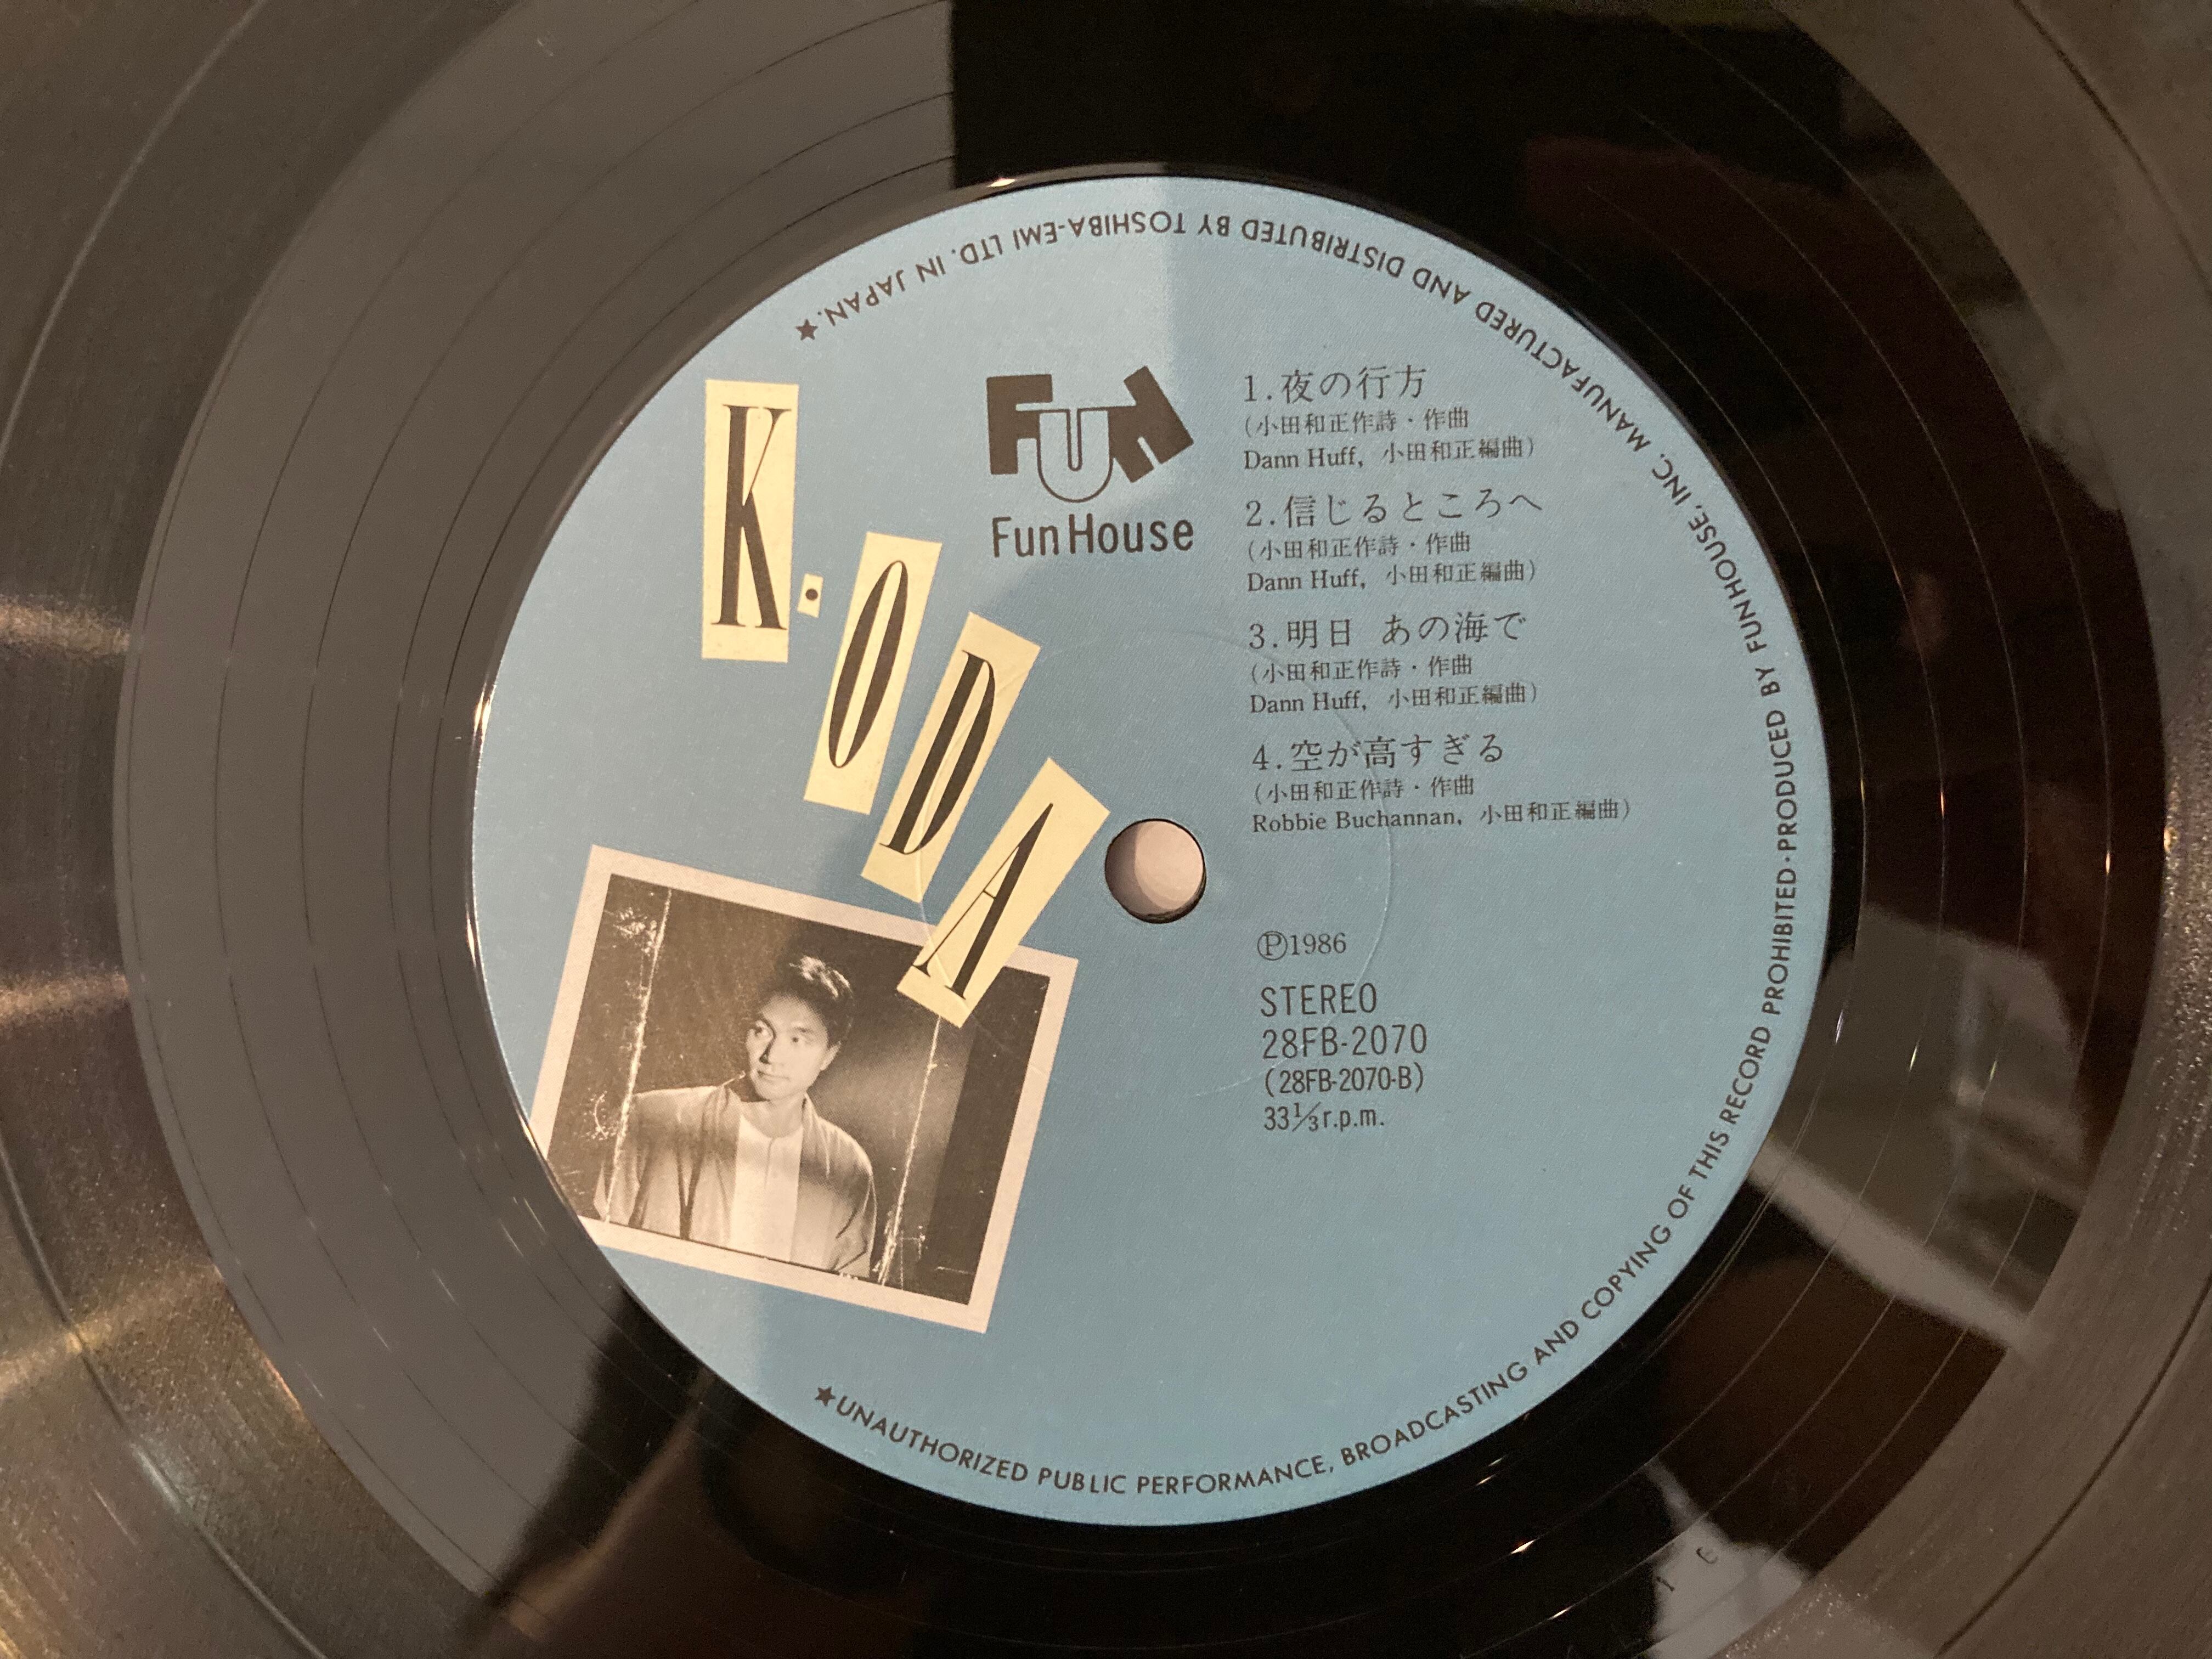 K・ODA
FUN
Fun House
1.夜の行方
(小田和正作詩・作曲
Dann Huff, 小田和正編曲)
2.信じるところへ
(小田和正作詩・作曲
Dann Huff, 小田和正編曲)
3.明日 あの海で
(小田和正作詩・作曲
Dann Huff, 小田和正編曲)
4.空が高すぎる
(小田和正作詩・作曲
Robbie Buchannan, 小田和正編曲)
Ⓟ1986
STEREO
28FB-2070
(28FB-2070-B)
33⅓r.p.m.
★UNAUTHORIZED PUBLIC PERFORMANCE, BROADCASTING AND COPYING OF THIS RECORD PROHIBITED・PRODUCED BY FUNHOUSE, INC. MANUFACTURED AND DISTRIBUTED BY TOSHIBA-EMI LTD. IN JAPAN.★